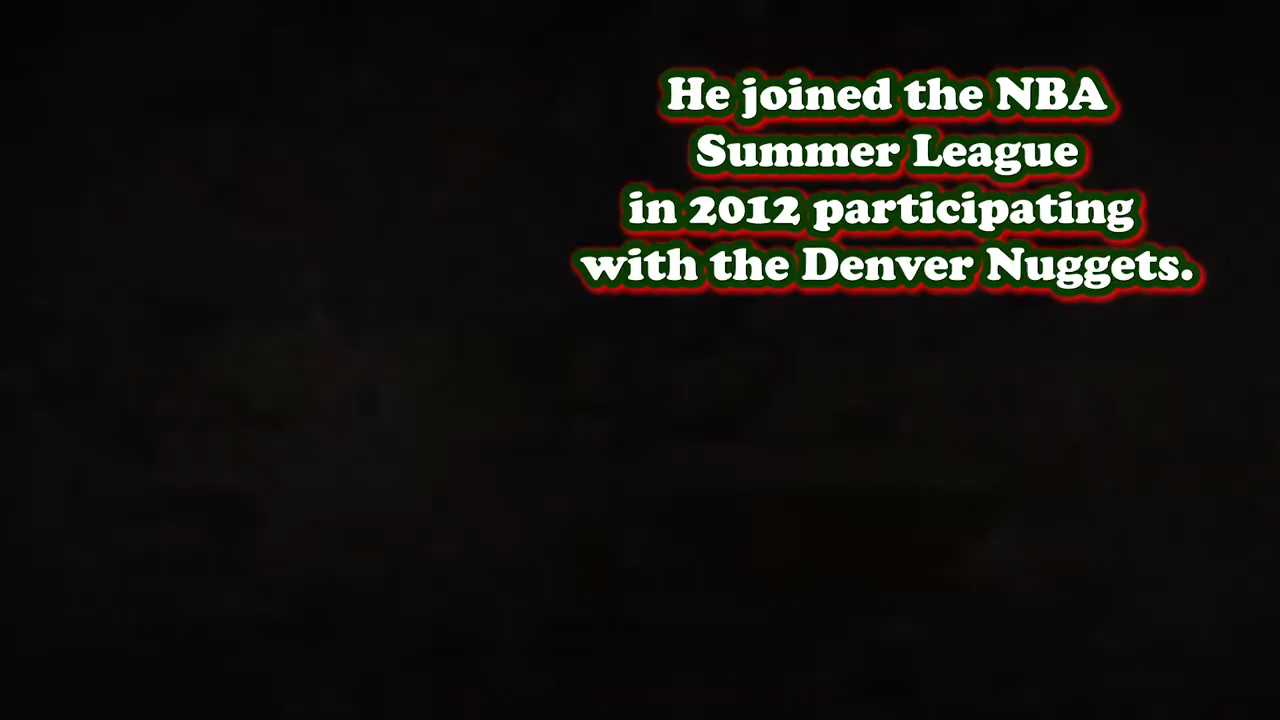 He joined the NBA
Summer League
in 2012 participating
with the Denver Nuggets.